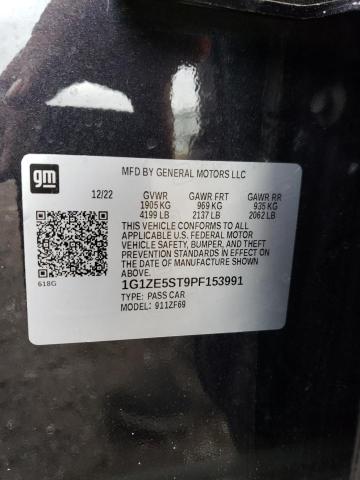 gm
MFD BY GENERAL MOTORS LLC
12/22 GVWR GAWR FRT GAWR RR
1905 KG 969 KG 935 KG
4199 LB 2137 LB 2062 LB
THIS VEHICLE CONFORMS TO ALL
APPLICABLE U.S. FEDERAL MOTOR
VEHICLE SAFETY, BUMPER, AND THEFT
PREVENTION STANDARDS IN EFFECT ON
THE DATE OF MANUFACTURE SHOWN
ABOVE.
618G
1G1ZE5ST9PF153991
TYPE: PASS CAR
MODEL: 911ZF69